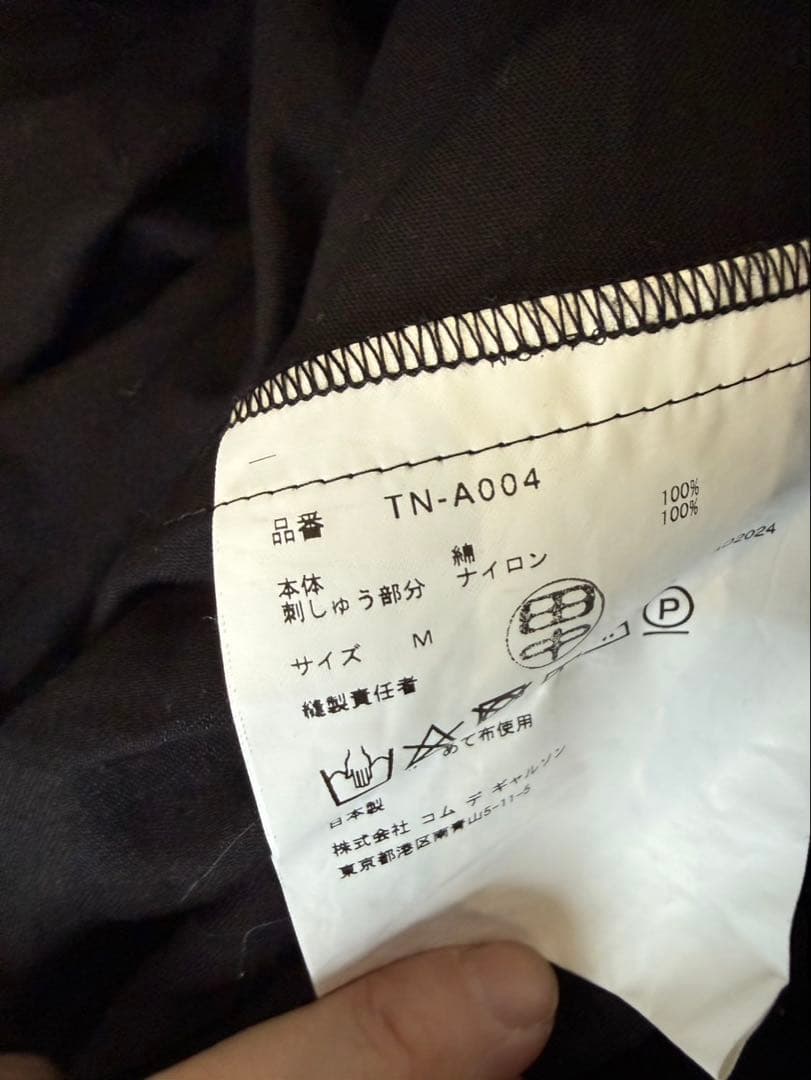 品番 TN-A004
本体 綿 100%
刺しゅう部分 ナイロン 100%
2024
サイズ M
縫製責任者
P
めて布使用
日本製
株式会社 コム デ ギャルソン
東京都港区南青山5-11-5